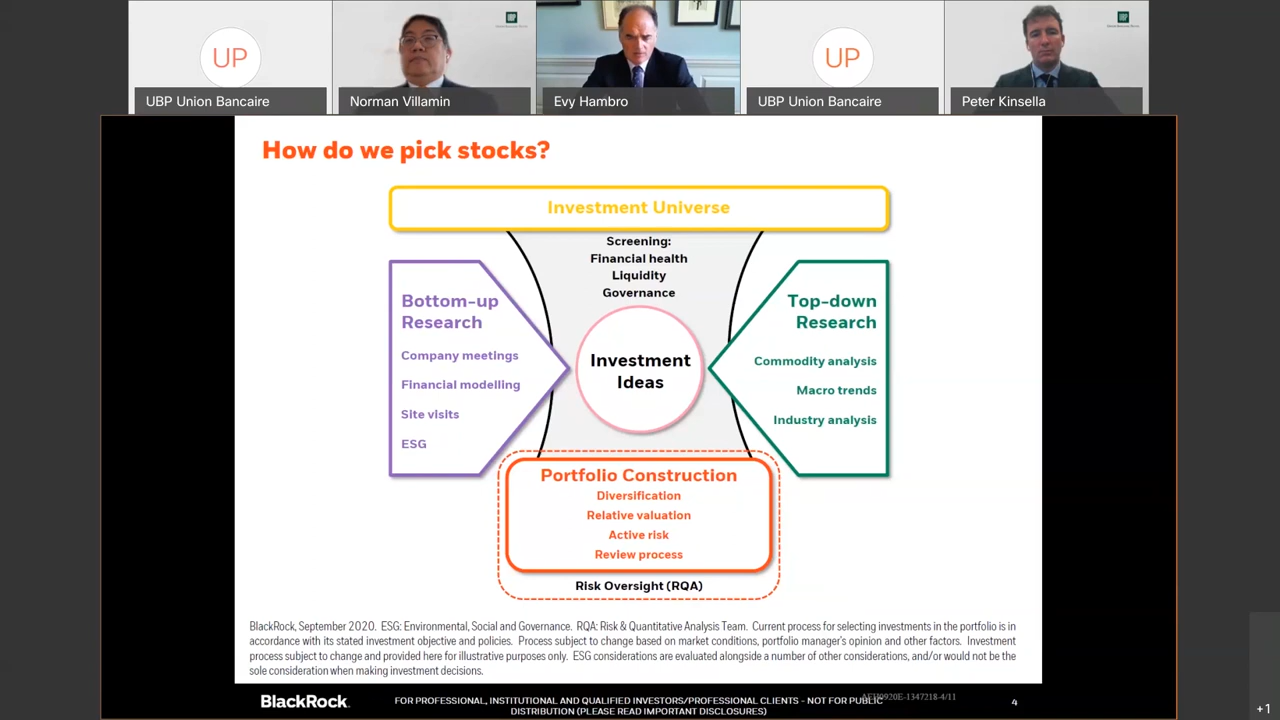 UP
UBP Union Bancaire
Norman Villamin
Evy Hambro
UP
UBP Union Bancaire
UBP
Peter Kinsella
How do we pick stocks?
Investment Universe
Screening:
Financial health
Liquidity
Governance
Bottom-up
Research
Company meetings
Financial modelling
Site visits
ESG
Investment
Ideas
Top-down
Research
Commodity analysis
Macro trends
Industry analysis
Portfolio Construction
Diversification
Relative valuation
Active risk
Review process
Risk Oversight (RQA)
BlackRock, September 2020. ESG: Environmental, Social and Governance. RQA: Risk & Quantitative Analysis Team. Current process for selecting investments in the portfolio is in
accordance with its stated investment objective and policies. Process subject to change based on market conditions, portfolio manager's opinion and other factors. Investment
process subject to change and provided here for illustrative purposes only. ESG considerations are evaluated alongside a number of other considerations, and/or would not be the
sole consideration when making investment decisions.
BlackRock.
FOR PROFESSIONAL, INSTITUTIONAL AND QUALIFIED INVESTORS/PROFESSIONAL CLIENTS - NOT FOR PUBLIC
DISTRIBUTION (PLEASE READ IMPORTANT DISCLOSURES)
4
+1